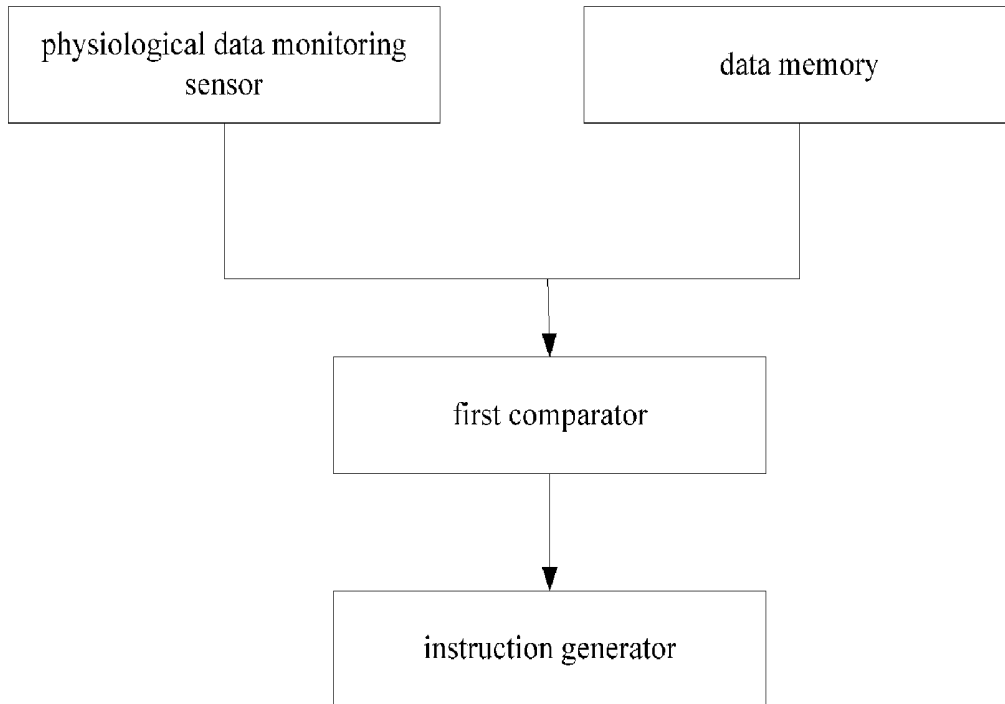 physiological data monitoring
sensor
data memory
first comparator
instruction generator